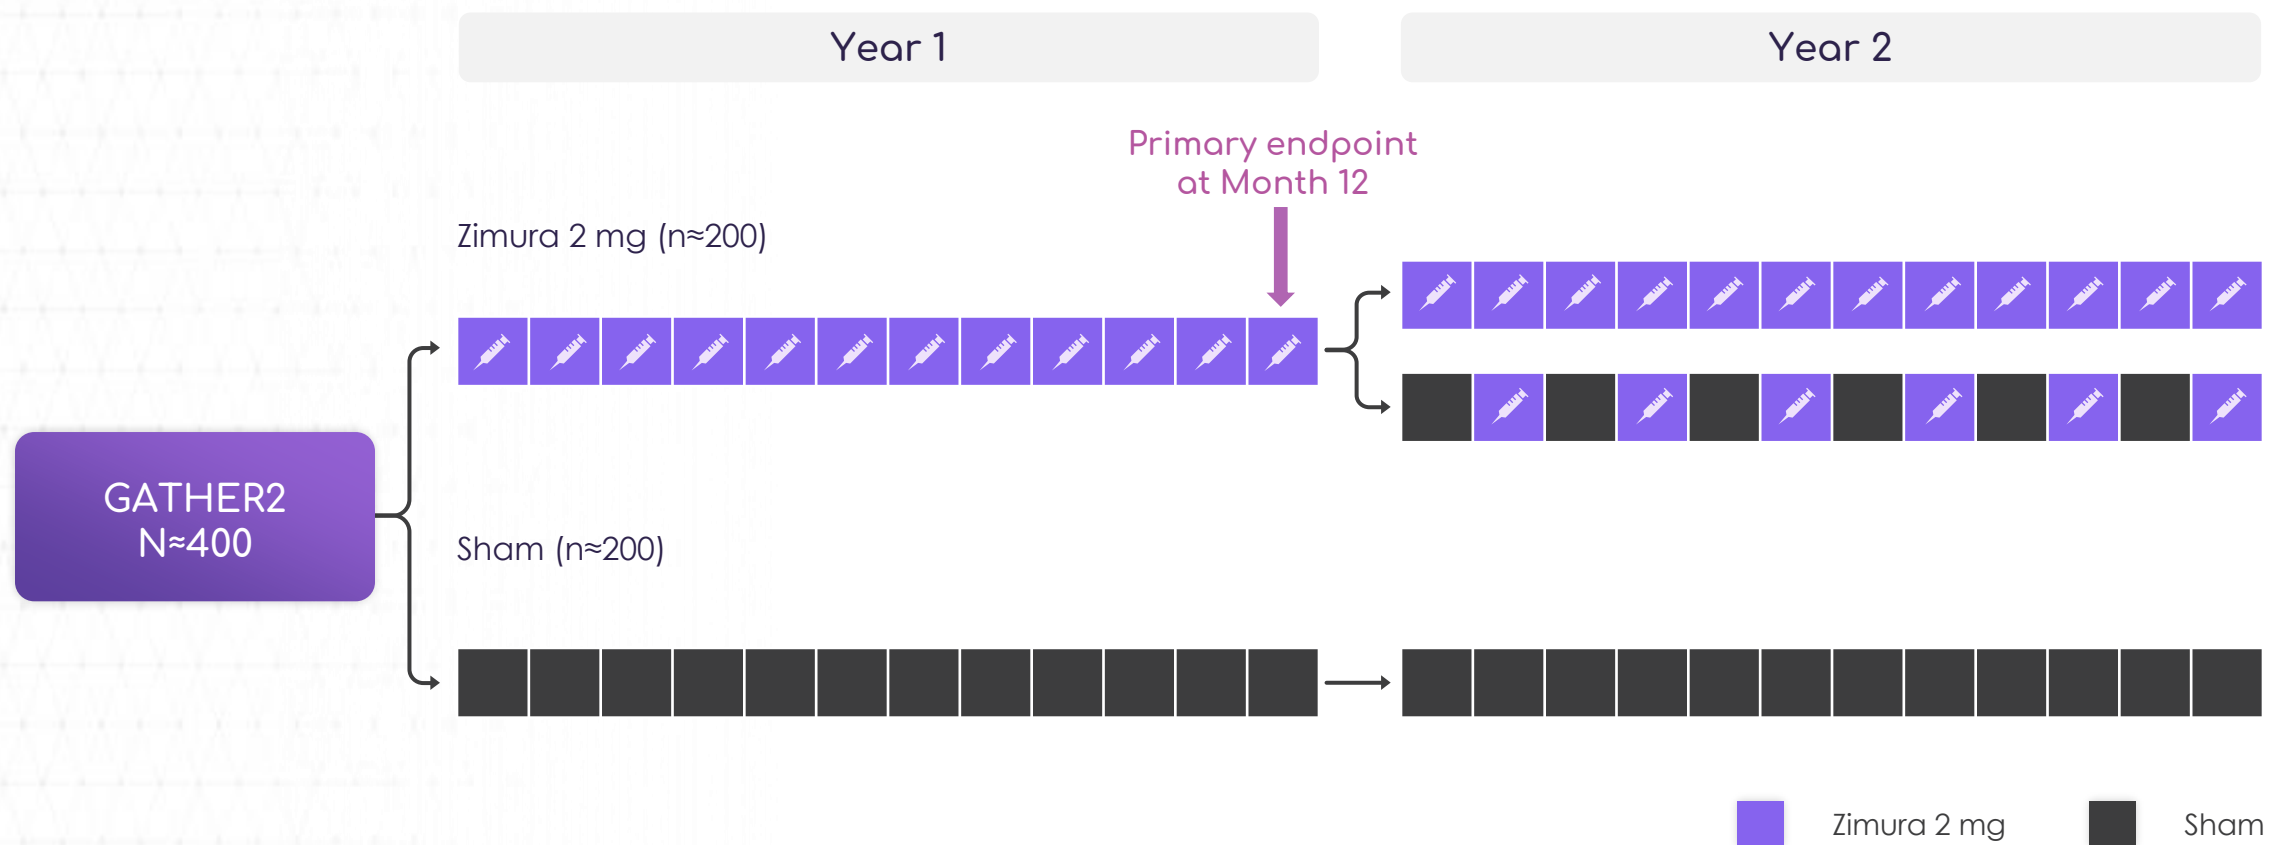 Year 1
Year 2
Primary endpoint
at Month 12
Zimura 2 mg (n≈200)
GATHER2
N≈400
Sham (n≈200)
Zimura 2 mg
Sham